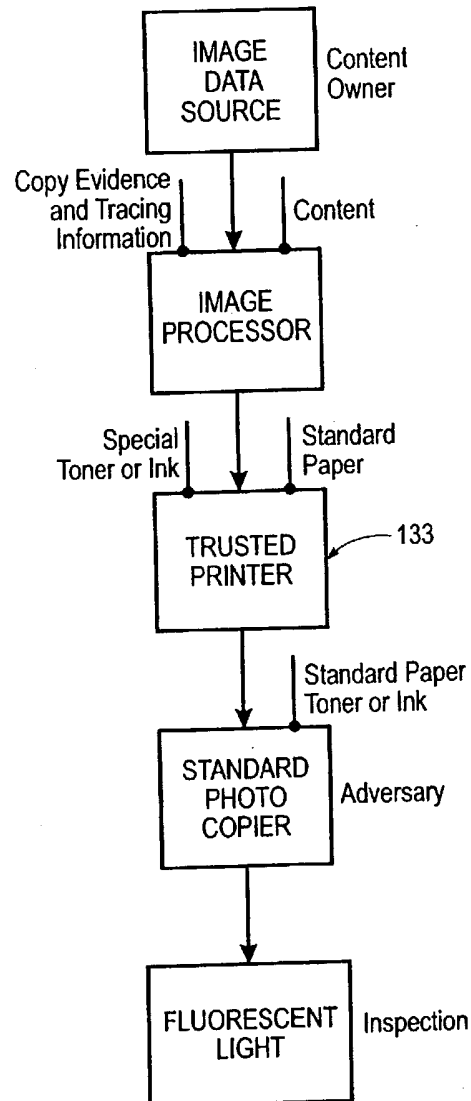 IMAGE
DATA
SOURCE
Content
Owner
Copy Evidence
and Tracing
Information
Content
IMAGE
PROCESSOR
Special
Toner or Ink
Standard
Paper
TRUSTED
PRINTER
133
Standard Paper
Toner or Ink
STANDARD
PHOTO
COPIER
Adversary
FLUORESCENT
LIGHT
Inspection